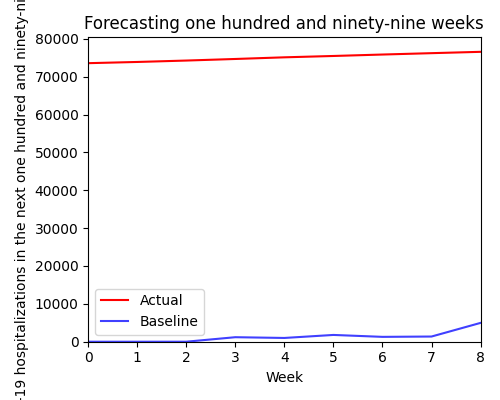 Forecasting one hundred and ninety-nine weeks
-19 hospitalizations in the next one hundred and ninety-ni
80000
70000
60000
50000
40000
30000
20000
10000
0
Actual
Baseline
0 1 2 3 4 5 6 7 8
Week